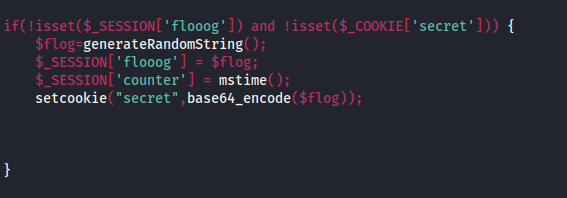 if(!isset($_SESSION['flooog']) and !isset($_COOKIE['secret'])) {
$flog=generateRandomString();
$_SESSION['flooog'] = $flog;
$_SESSION['counter'] = mstime();
setcookie("secret",base64_encode($flog));
}